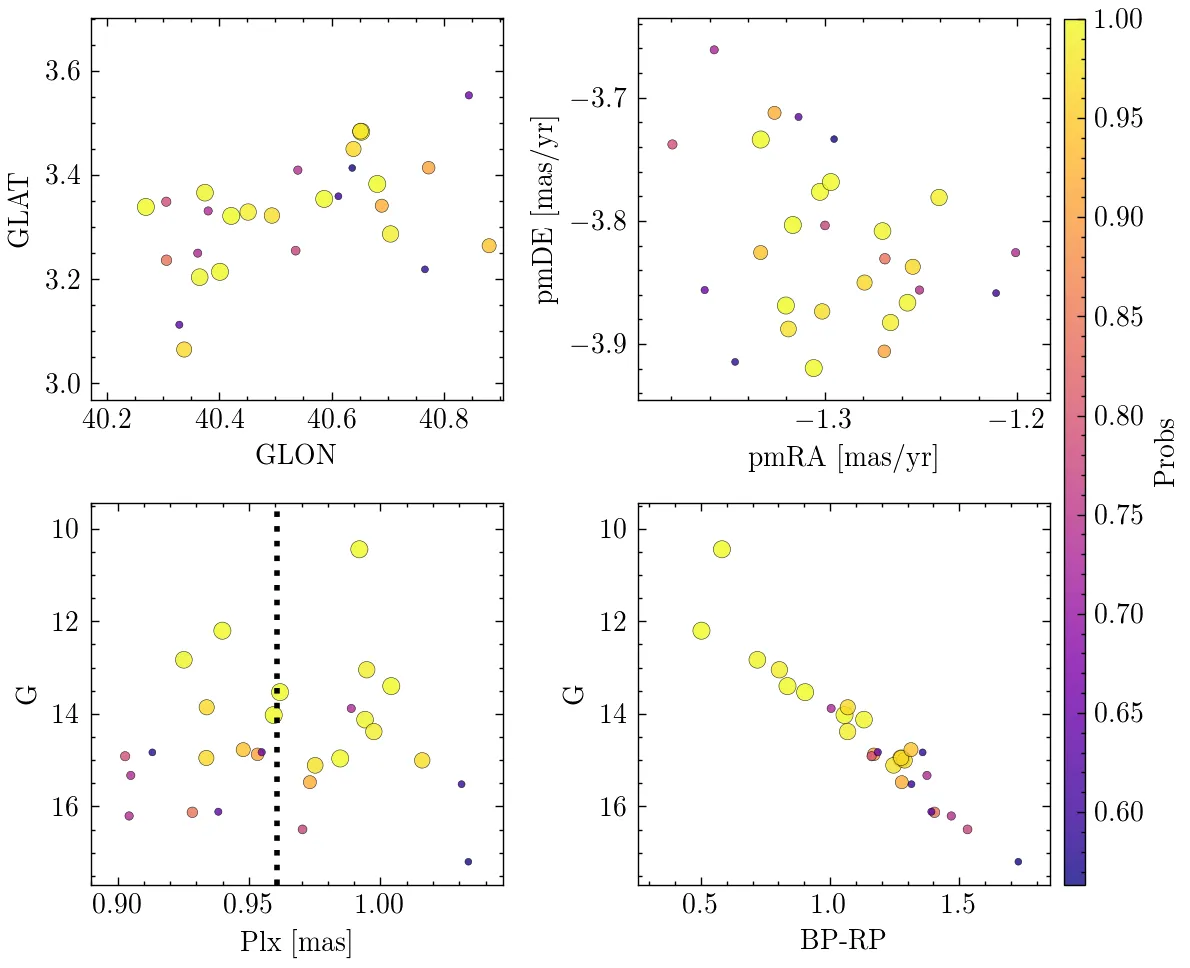 3.6
3.4
3.2
3.0
GLAT
40.2 40.4 40.6 40.8
GLON
−3.7
−3.8
−3.9
pmDE [mas/yr]
−1.3 −1.2
pmRA [mas/yr]
1.00
0.95
0.90
0.85
0.80
0.75
0.70
0.65
0.60
Probs
10
12
14
16
G
0.90 0.95 1.00
Plx [mas]
10
12
14
16
G
0.5 1.0 1.5
BP-RP